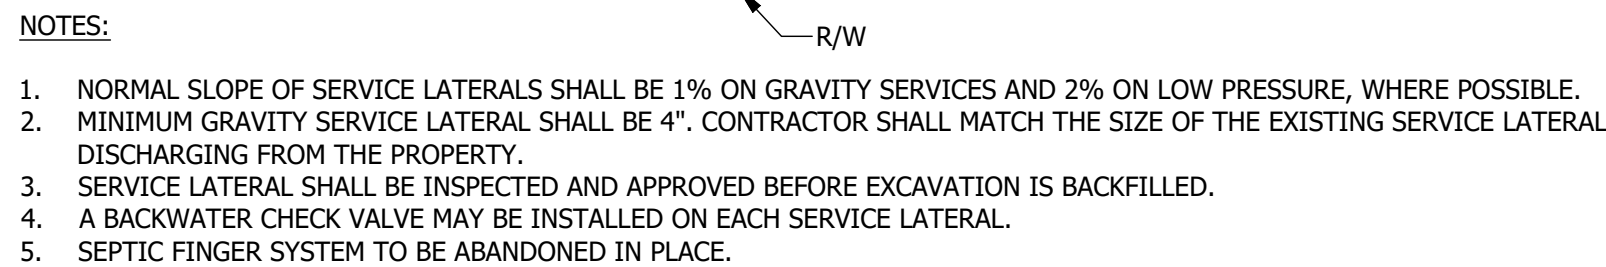 NOTES:
R/W
1. NORMAL SLOPE OF SERVICE LATERALS SHALL BE 1% ON GRAVITY SERVICES AND 2% ON LOW PRESSURE, WHERE POSSIBLE.
2. MINIMUM GRAVITY SERVICE LATERAL SHALL BE 4". CONTRACTOR SHALL MATCH THE SIZE OF THE EXISTING SERVICE LATERAL
DISCHARGING FROM THE PROPERTY.
3. SERVICE LATERAL SHALL BE INSPECTED AND APPROVED BEFORE EXCAVATION IS BACKFILLED.
4. A BACKWATER CHECK VALVE MAY BE INSTALLED ON EACH SERVICE LATERAL.
5. SEPTIC FINGER SYSTEM TO BE ABANDONED IN PLACE.